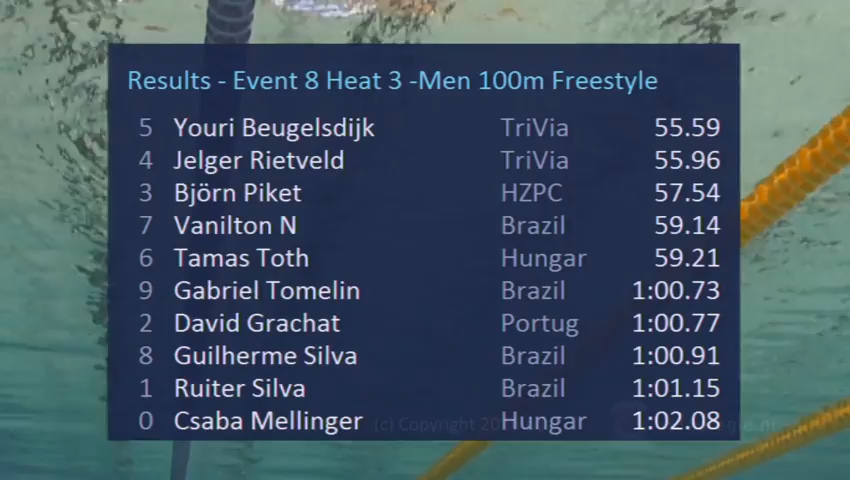 Results - Event 8 Heat 3 -Men 100m Freestyle
5 Youri Beugelsdijk TriVia 55.59
4 Jelger Rietveld TriVia 55.96
3 Björn Piket HZPC 57.54
7 Vanilton N Brazil 59.14
6 Tamas Toth Hungar 59.21
9 Gabriel Tomelin Brazil 1:00.73
2 David Grachat Portug 1:00.77
8 Guilherme Silva Brazil 1:00.91
1 Ruiter Silva Brazil 1:01.15
0 Csaba Mellinger Hungar 1:02.08
(c) Copyright